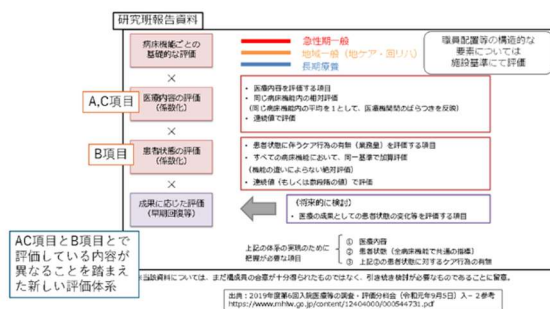 研究班報告資料
病床機能ごとの
基礎的な評価
急性期一般
地域一般（地ケア・回リハ）
長期療養
職員配置等の構造的な
要素については
施設基準にて評価
×
A,C項目
医療内容の評価
（係数化）
・ 医療内容を評価する項目
・ 同じ病床機能内の相対評価
（同じ病床機能内の平均を１として、医療機関間のばらつきを反映）
・ 連続値で評価
×
B項目
患者状態の評価
（係数化）
・ 患者状態に伴うケア行為の有無（業務量）を評価する項目
・ すべての病床機能において、同一基準で加算評価
（機能の違いによらない絶対評価）
・ 連続値（もしくは数段階の値）で評価
×
成果に応じた評価
（早期回復等）
（将来的に検討）
・ 医療の成果としての患者状態の変化等を評価する項目
AC項目とB項目とで
評価している内容が
異なることを踏まえ
た新しい評価体系
上記の体系の実現のために
把握が必要な項目
① 医療内容
② 患者状態（全病床機能で共通の指標）
③ 上記②の患者状態に対するケア行為の有無
※当該資料については、まだ構成員の合意が十分得られたものではなく、引き続き検討が必要なものであることに留意。
出典：2019年度第6回入院医療等の調査・評価分科会（令和元年9月5日）入－２参考
https://www.mhlw.go.jp/content/12404000/000544731.pdf